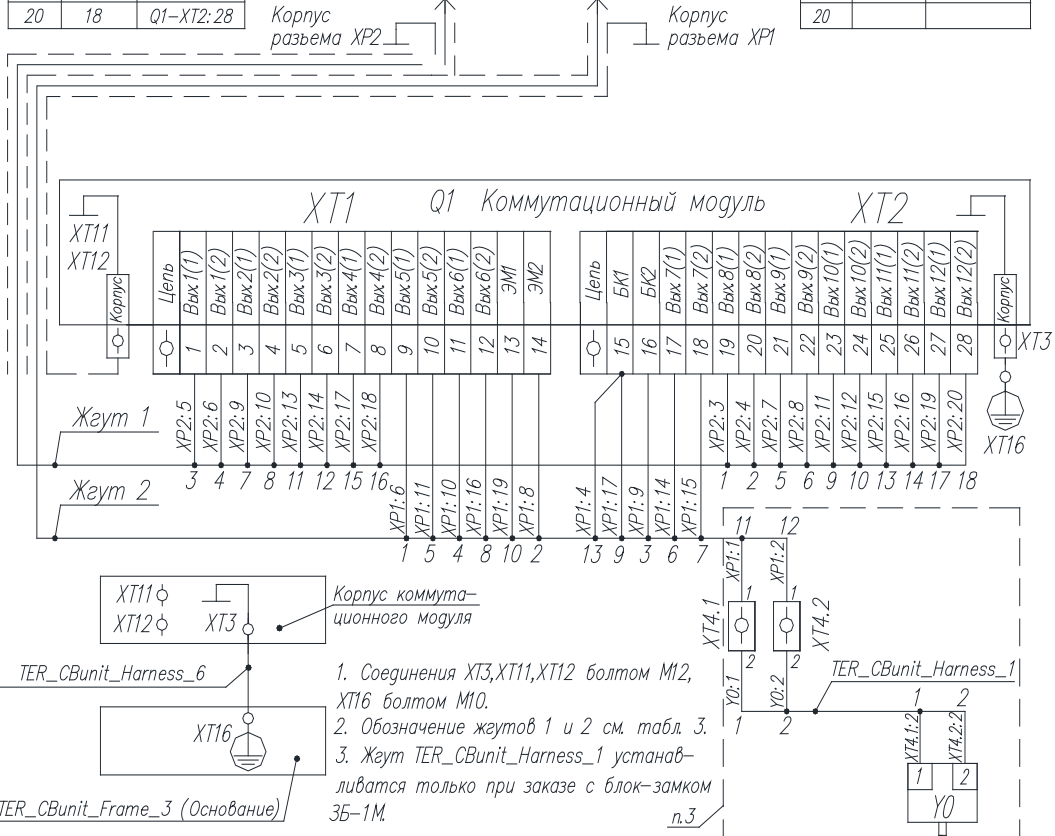 20 18 Q1-XT2:28
Корпус
разъема XP2
Корпус
разъема XP1
20
XT1
Q1 Коммутационный модуль
XT2
XT11
XT12
Корпус
Цепь
Вых1(1)
Вых1(2)
Вых2(1)
Вых2(2)
Вых3(1)
Вых3(2)
Вых4(1)
Вых4(2)
Вых5(1)
Вых5(2)
Вых6(1)
Вых6(2)
ЭМ1
ЭМ2
Цепь
БК1
БК2
Вых7(1)
Вых7(2)
Вых8(1)
Вых8(2)
Вых9(1)
Вых9(2)
Вых10(1)
Вых10(2)
Вых11(1)
Вых11(2)
Вых12(1)
Вых12(2)
Корпус
1 2 3 4 5 6 7 8 9 10 11 12 13 14
15 16 17 18 19 20 21 22 23 24 25 26 27 28
XT3
XT16
Жгут 1
XP2:5
XP2:6
XP2:9
XP2:10
XP2:13
XP2:14
XP2:17
XP2:18
XP2:3
XP2:4
XP2:7
XP2:8
XP2:11
XP2:12
XP2:15
XP2:16
XP2:19
XP2:20
3 4 7 8 11 12 15 16
1 2 5 6 9 10 13 14 17 18
Жгут 2
XP1:6
XP1:11
XP1:10
XP1:16
XP1:19
XP1:8
XP1:4
XP1:17
XP1:9
XP1:14
XP1:15
1 5 4 8 10 2
13 9 3 6 7
11 12
XP1:1
XP1:2
1 1
XT4.1
XT4.2
2 2
Y0:1
Y0:2
1 2
TER_CBunit_Harness_1
1 2
XT4.1:2
XT4.2:2
1 2
Y0
XT11
XT12
XT3
Корпус коммута-
ционного модуля
TER_CBunit_Harness_6
XT16
TER_CBunit_Frame_3 (Основание)
1. Соединения XT3,XT11,XT12 болтом М12,
XT16 болтом М10.
2. Обозначение жгутов 1 и 2 см. табл. 3.
3. Жгут TER_CBunit_Harness_1 устанав-
ливатся только при заказе с блок-замком
ЗБ-1М.
п.3